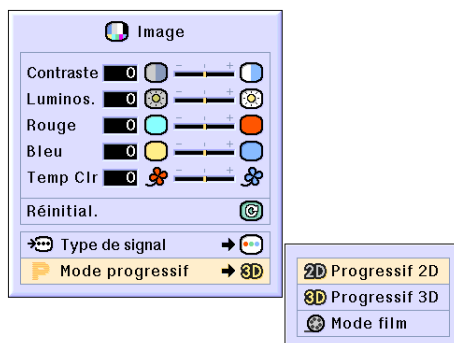 Image
Contraste 0 - +
Luminos. 0 - +
Rouge 0 - +
Bleu 0 - +
Temp Clr 0 - +
Réinitial.
Type de signal
P Mode progressif 3D
2D Progressif 2D
3D Progressif 3D
Mode film